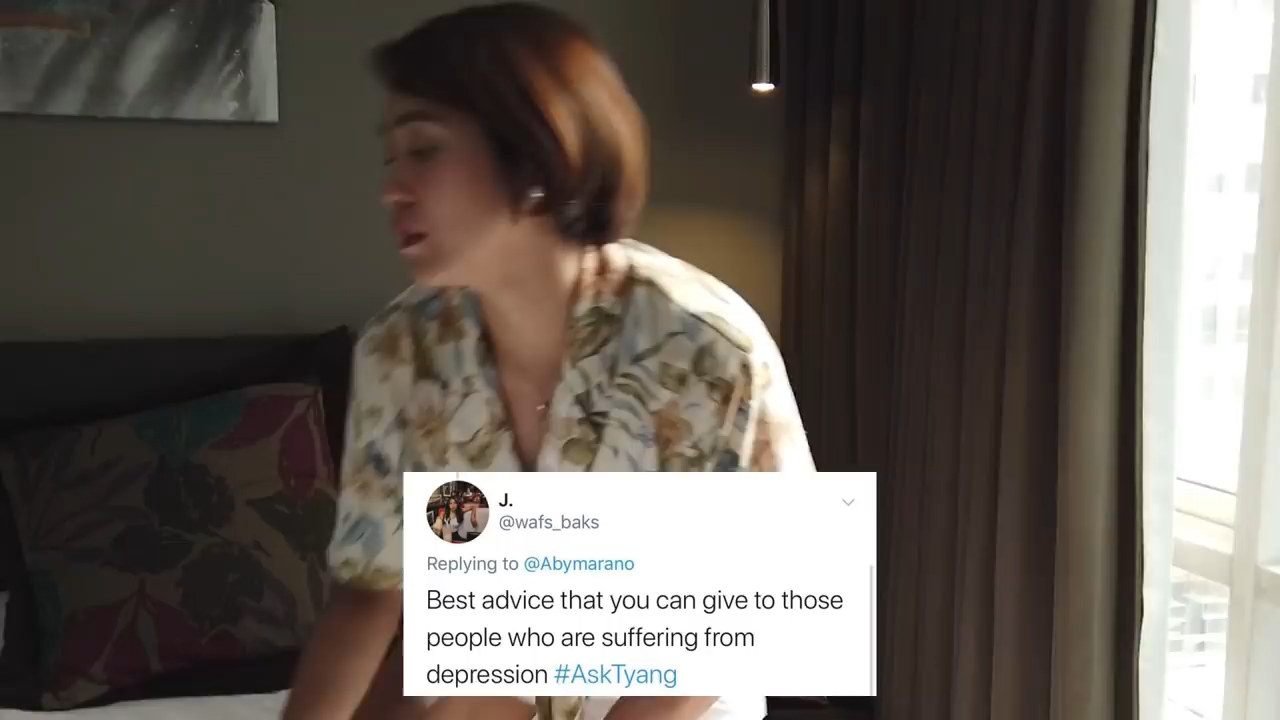 J.
@wafs_baks
Replying to @Abymarano
Best advice that you can give to those
people who are suffering from
depression #AskTyang